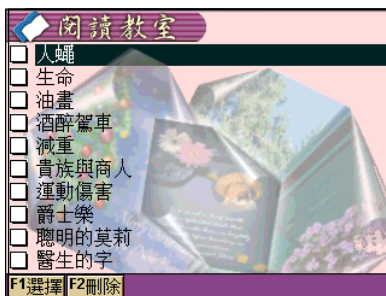 閱讀教室
人蠅
生命
油畫
酒醉駕車
減重
貴族與商人
運動傷害
爵士樂
聰明的莫莉
醫生的字
F1選擇 F2刪除